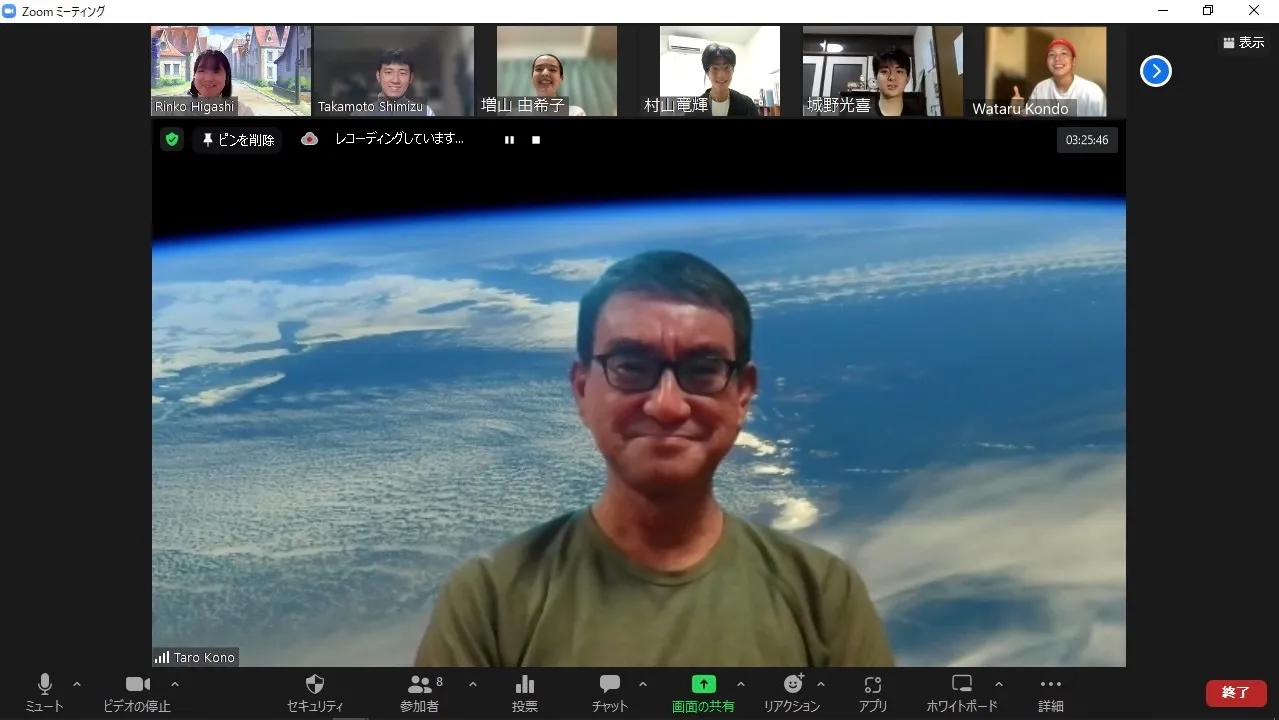 Zoom ミーティング
表示
Rinko Higashi
Takamoto Shimizu
増山 由希子
村山竜輝
城野光喜
Wataru Kondo
ピンを削除
レコーディングしています...
03:25:46
Taro Kono
ミュート
ビデオの停止
セキュリティ
8
参加者
投票
チャット
画面の共有
リアクション
アプリ
ホワイトボード
詳細
終了